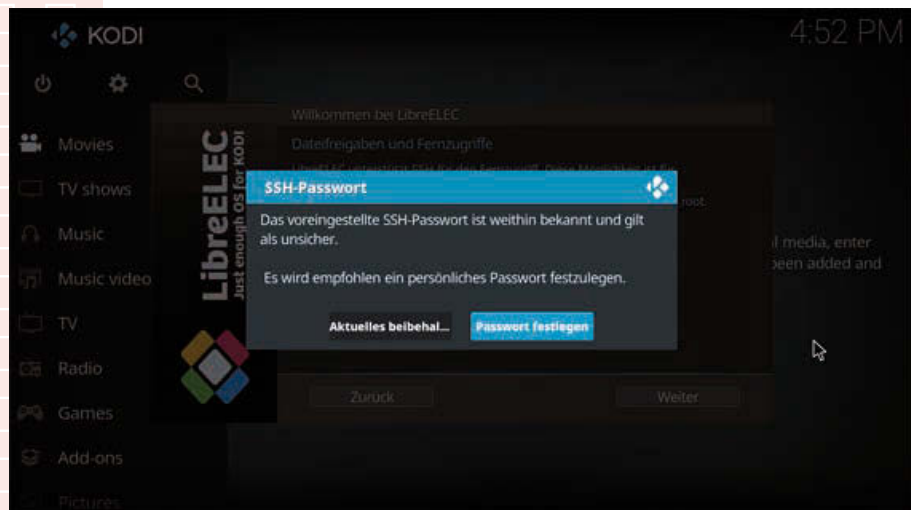 KODI
4:52 PM
Willkommen bei LibreELEC
Movies
Dateifreigaben und Fernzugriffe
LibreELEC
Just enough OS for KODI
TV shows
SSH-Passwort
root.
Das voreingestellte SSH-Passwort ist weithin bekannt und gilt
als unsicher.
Music
l media, enter
been added and
Es wird empfohlen ein persönliches Passwort festzulegen.
Music video
TV
Aktuelles beibehal...
Passwort festlegen
Radio
Zurück
Weiter
Games
Add-ons
Pictures